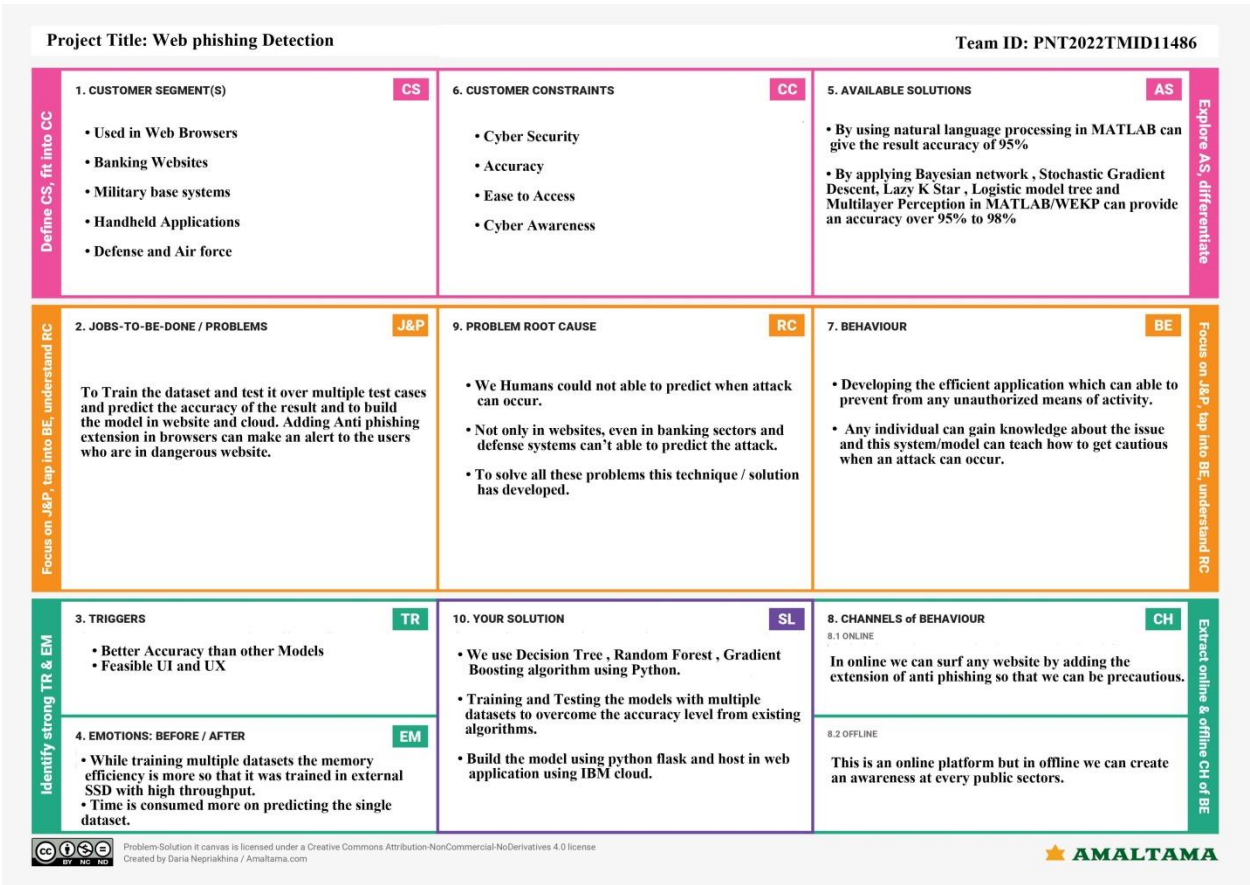 Project Title: Web phishing Detection
Team ID: PNT2022TMID11486
Define CS, fit into CC
1. CUSTOMER SEGMENT(S)
CS
• Used in Web Browsers
• Banking Websites
• Military base systems
• Handheld Applications
• Defense and Air force
6. CUSTOMER CONSTRAINTS
CC
• Cyber Security
• Accuracy
• Ease to Access
• Cyber Awareness
5. AVAILABLE SOLUTIONS
AS
• By using natural language processing in MATLAB can
give the result accuracy of 95%
• By applying Bayesian network , Stochastic Gradient
Descent, Lazy K Star , Logistic model tree and
Multilayer Perception in MATLAB/WEKP can provide
an accuracy over 95% to 98%
Explore AS, differentiate
Focus on J&P, tap into BE, understand RC
2. JOBS-TO-BE-DONE / PROBLEMS
J&P
To Train the dataset and test it over multiple test cases
and predict the accuracy of the result and to build
the model in website and cloud. Adding Anti phishing
extension in browsers can make an alert to the users
who are in dangerous website.
9. PROBLEM ROOT CAUSE
RC
• We Humans could not able to predict when attack
can occur.
• Not only in websites, even in banking sectors and
defense systems can't able to predict the attack.
• To solve all these problems this technique / solution
has developed.
7. BEHAVIOUR
BE
• Developing the efficient application which can able to
prevent from any unauthorized means of activity.
• Any individual can gain knowledge about the issue
and this system/model can teach how to get cautious
when an attack can occur.
Focus on J&P, tap into BE, understand RC
Identify strong TR & EM
3. TRIGGERS
TR
• Better Accuracy than other Models
• Feasible UI and UX
4. EMOTIONS: BEFORE / AFTER
EM
• While training multiple datasets the memory
efficiency is more so that it was trained in external
SSD with high throughput.
• Time is consumed more on predicting the single
dataset.
10. YOUR SOLUTION
SL
• We use Decision Tree , Random Forest , Gradient
Boosting algorithm using Python.
• Training and Testing the models with multiple
datasets to overcome the accuracy level from existing
algorithms.
• Build the model using python flask and host in web
application using IBM cloud.
8. CHANNELS of BEHAVIOUR
CH
8.1 ONLINE
In online we can surf any website by adding the
extension of anti phishing so that we can be precautious.
8.2 OFFLINE
This is an online platform but in offline we can create
an awareness at every public sectors.
Extract online & offline CH of BE
cc
BY NC ND
Problem-Solution it canvas is licensed under a Creative Commons Attribution-NonCommercial-NoDerivatives 4.0 license
Created by Daria Nepriakhina / Amaltama.com
AMALTAMA